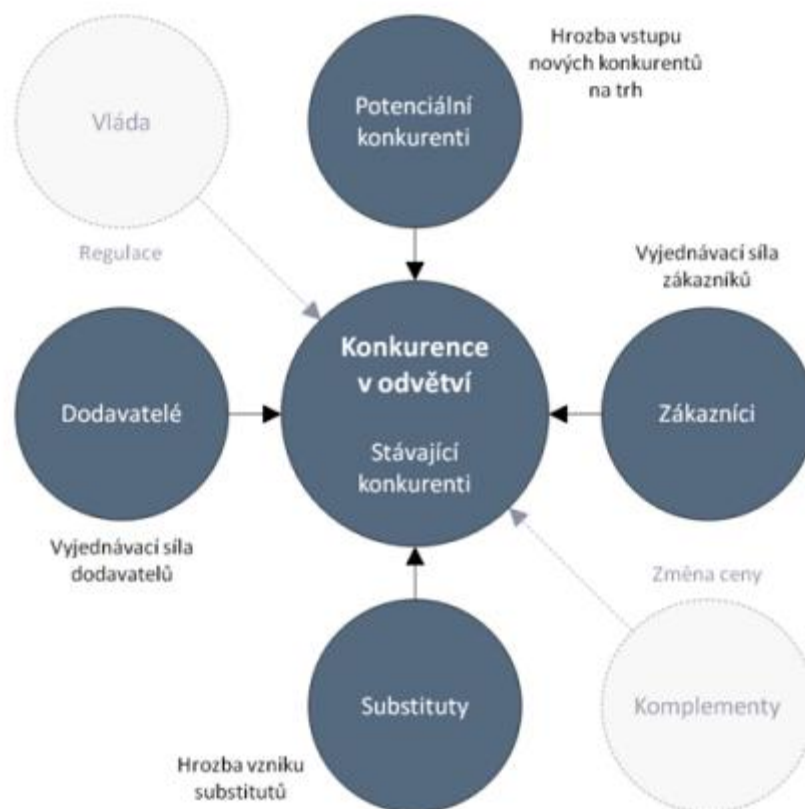 Hrozba vstupu
nových konkurentů
na trh
Potenciální
konkurenti
Vláda
Regulace
Vyjednávací síla
zákazníků
Konkurence
v odvětví
Stávající
konkurenti
Dodavatelé
Zákazníci
Vyjednávací síla
dodavatelů
Změna ceny
Substituty
Komplementy
Hrozba vzniku
substitutů